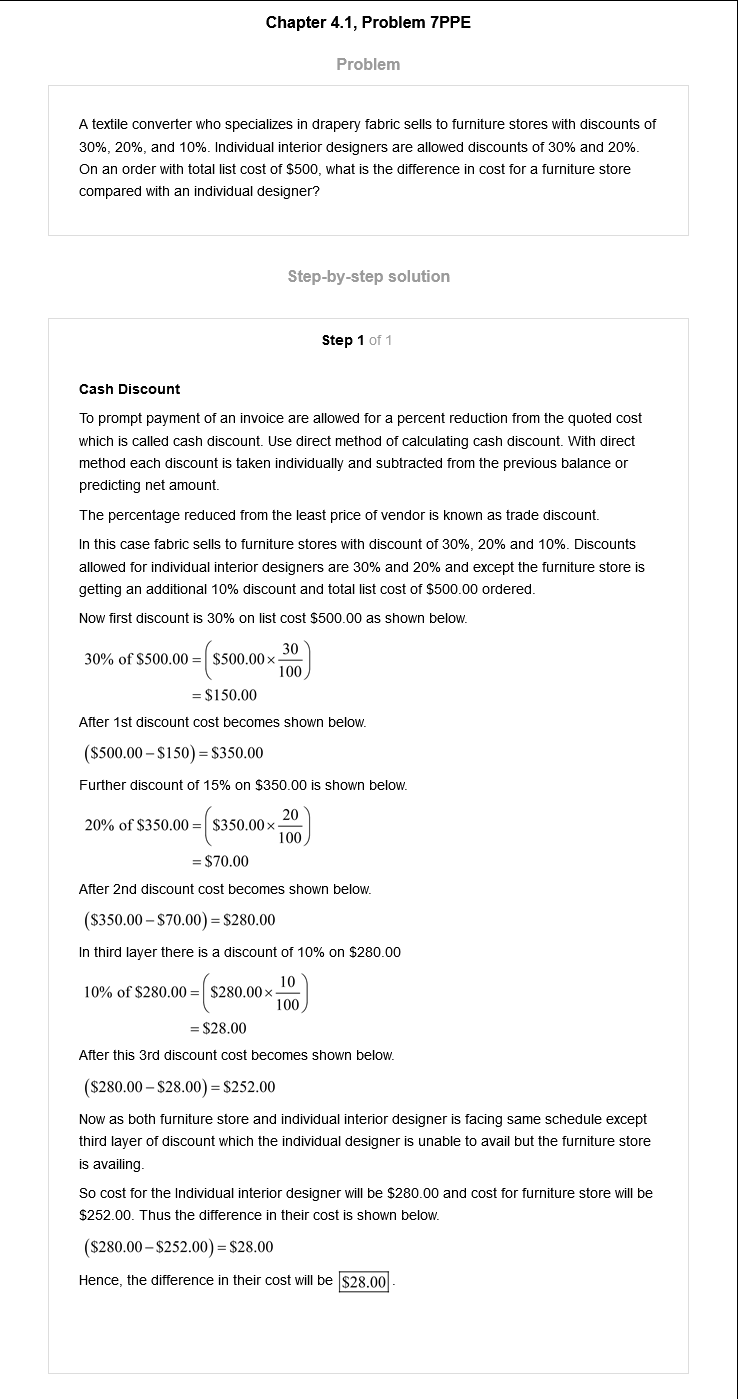 Chapter 4.1, Problem 7PPE
Problem
A textile converter who specializes in drapery fabric sells to furniture stores with discounts of
30%, 20%, and 10%. Individual interior designers are allowed discounts of 30% and 20%.
On an order with total list cost of $500, what is the difference in cost for a furniture store
compared with an individual designer?
Step-by-step solution
Step 1 of 1
Cash Discount
To prompt payment of an invoice are allowed for a percent reduction from the quoted cost
which is called cash discount. Use direct method of calculating cash discount. With direct
method each discount is taken individually and subtracted from the previous balance or
predicting net amount.
The percentage reduced from the least price of vendor is known as trade discount.
In this case fabric sells to furniture stores with discount of 30%, 20% and 10%. Discounts
allowed for individual interior designers are 30% and 20% and except the furniture store is
getting an additional 10% discount and total list cost of $500.00 ordered.
Now first discount is 30% on list cost $500.00 as shown below.
30% of $500.00 = ($500.00 × 30/100)
= $150.00
After 1st discount cost becomes shown below.
($500.00 – $150) = $350.00
Further discount of 15% on $350.00 is shown below.
20% of $350.00 = ($350.00 × 20/100)
= $70.00
After 2nd discount cost becomes shown below.
($350.00 – $70.00) = $280.00
In third layer there is a discount of 10% on $280.00
10% of $280.00 = ($280.00 × 10/100)
= $28.00
After this 3rd discount cost becomes shown below.
($280.00 – $28.00) = $252.00
Now as both furniture store and individual interior designer is facing same schedule except
third layer of discount which the individual designer is unable to avail but the furniture store
is availing.
So cost for the Individual interior designer will be $280.00 and cost for furniture store will be
$252.00. Thus the difference in their cost is shown below.
($280.00 – $252.00) = $28.00
Hence, the difference in their cost will be $28.00.